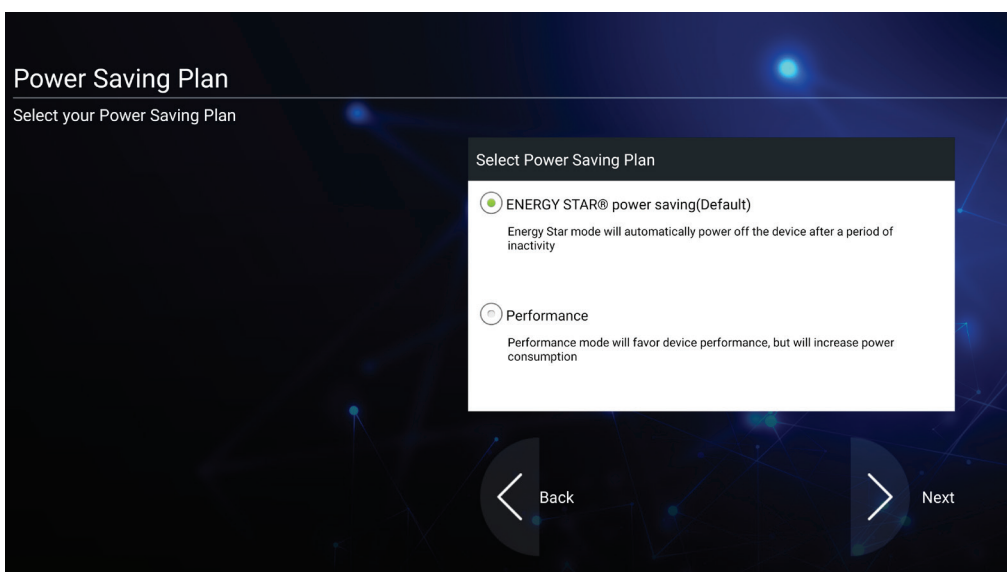 Power Saving Plan
Select your Power Saving Plan
Select Power Saving Plan
ENERGY STAR® power saving(Default)
Energy Star mode will automatically power off the device after a period of
inactivity
Performance
Performance mode will favor device performance, but will increase power
consumption
Back
Next